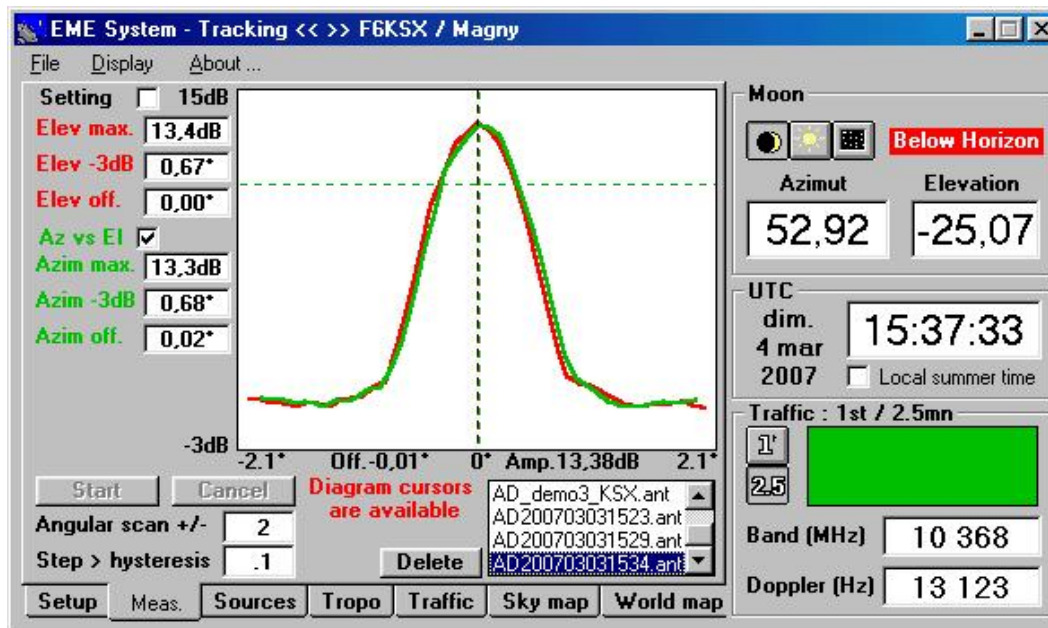 EME System - Tracking << >> F6KSX / Magny
File Display About ...
Setting 15dB
Elev max. 13,4dB
Elev -3dB 0,67°
Elev off. 0,00°
Az vs El
Azim max. 13,3dB
Azim -3dB 0,68°
Azim off. 0,02°
-3dB
-2.1° Off.-0,01° 0° Amp.13,38dB 2.1°
Start Cancel
Diagram cursors
are available
AD_demo3_KSX.ant
AD200703031523.ant
AD200703031529.ant
AD200703031534.ant
Angular scan +/- 2
Step > hysteresis .1
Delete
Setup Meas. Sources Tropo Traffic Sky map World map
Moon
Below Horizon
Azimut Elevation
52,92 -25,07
UTC
dim.
4 mar
2007
15:37:33
Local summer time
Traffic : 1st / 2.5mn
1'
2.5
Band (MHz) 10 368
Doppler (Hz) 13 123